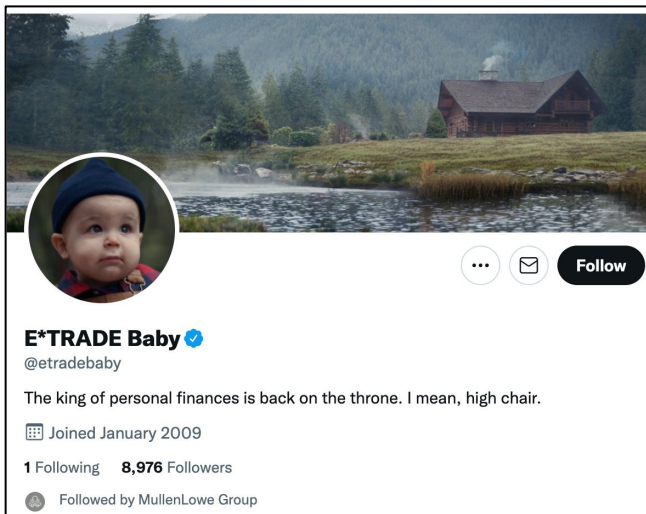 Follow
E*TRADE Baby
@etradebaby
The king of personal finances is back on the throne. I mean, high chair.
Joined January 2009
1 Following 8,976 Followers
Followed by MullenLowe Group